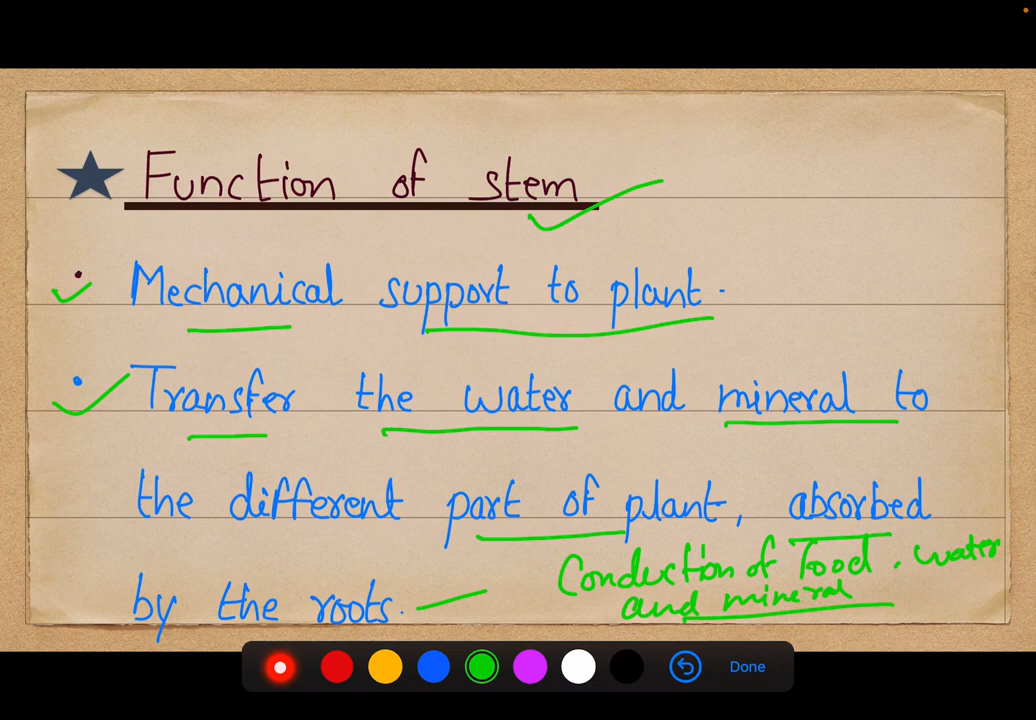 Function of stem
Mechanical support to plant.
Transfer the water and mineral to
the different part of plant, absorbed
by the roots.
Conduction of Food, water
and mineral
Done